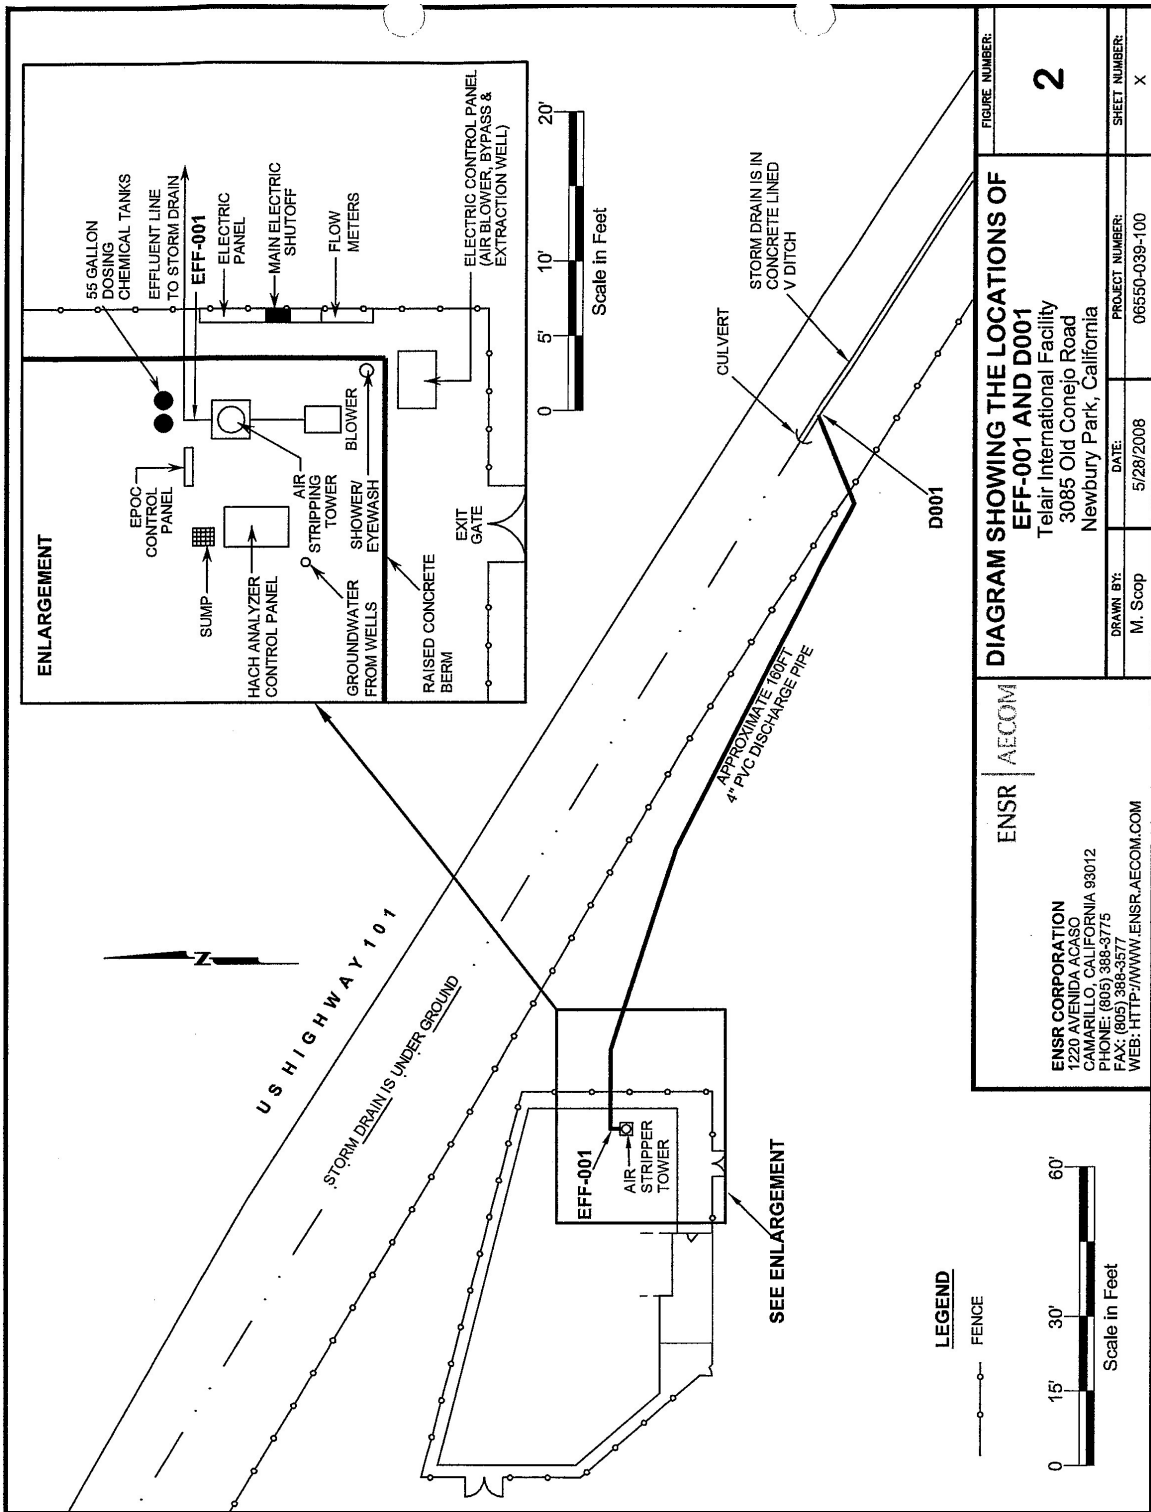 ENLARGEMENT
55 GALLON
DOSING
CHEMICAL TANKS
EPOC
CONTROL
PANEL
EFFLUENT LINE
TO STORM DRAIN
EFF-001
SUMP
ELECTRIC
PANEL
HACH ANALYZER
CONTROL PANEL
AIR
STRIPPING
TOWER
MAIN ELECTRIC
SHUTOFF
BLOWER
FLOW
METERS
GROUNDWATER
FROM WELLS
SHOWER/
EYEWASH
RAISED CONCRETE
BERM
EXIT
GATE
ELECTRIC CONTROL PANEL
(AIR BLOWER, BYPASS &
EXTRACTION WELL)
0 5' 10' 20'
Scale in Feet
N
U S H I G H W A Y 1 0 1
STORM DRAIN IS UNDER GROUND
CULVERT
STORM DRAIN IS IN
CONCRETE LINED
V DITCH
D001
APPROXIMATE 160FT
4" PVC DISCHARGE PIPE
EFF-001
AIR
STRIPPER
TOWER
SEE ENLARGEMENT
LEGEND
FENCE
0 15' 30' 60'
Scale in Feet
ENSR | AECOM
ENSR CORPORATION
1220 AVENIDA ACASO
CAMARILLO, CALIFORNIA 93012
PHONE: (805) 388-3775
FAX: (805) 388-3577
WEB: HTTP://WWW.ENSR.AECOM.COM
DIAGRAM SHOWING THE LOCATIONS OF
EFF-001 AND D001
Telair International Facility
3085 Old Conejo Road
Newbury Park, California
DRAWN BY:
M. Scop
DATE:
5/28/2008
PROJECT NUMBER:
06550-039-100
FIGURE NUMBER:
2
SHEET NUMBER:
X